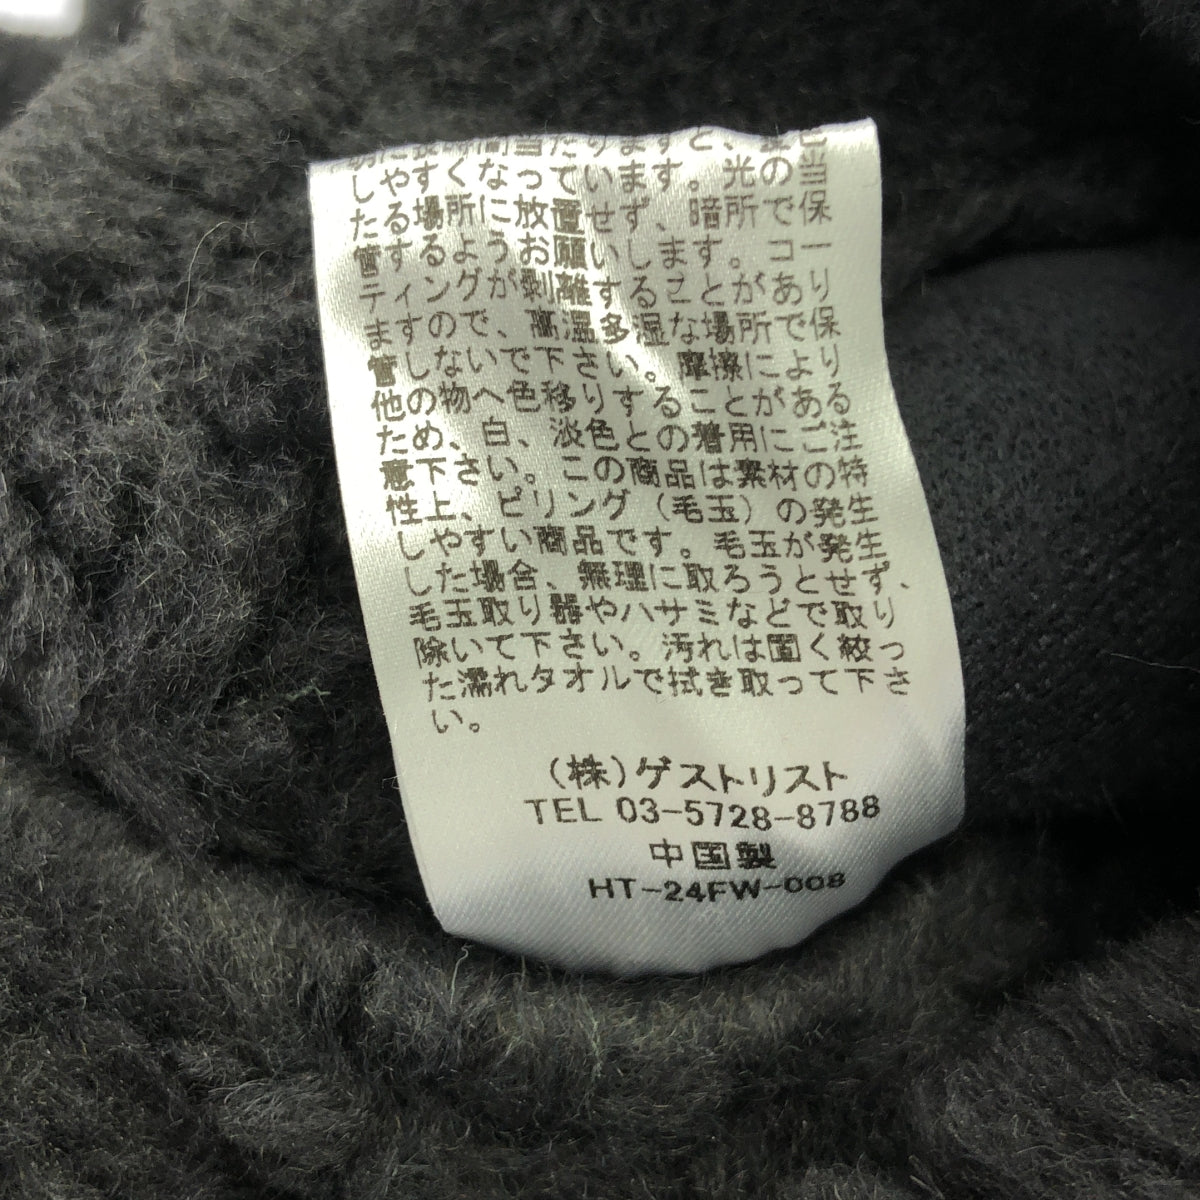 当たりますと、
しやすくなっています。光の当
たる場所に放置せず、暗所で保
管するようお願いします。コー
ティングが剥離することがあり
ますので、高温多湿な場所で保
管しないで下さい。摩擦により
他の物へ色移りすることがある
ため、白、淡色との着用にご注
意下さい。この商品は素材の特
性上、ピリング(毛玉)の発生
しやすい商品です。毛玉が発生
した場合、無理に取ろうとせず、
毛玉取り器やハサミなどで取り
除いて下さい。汚れは固く絞っ
た濡れタオルで拭き取って下さ
い。
(株)ゲストリスト
TEL 03-5728-8788
中国製
HT-24FW-008